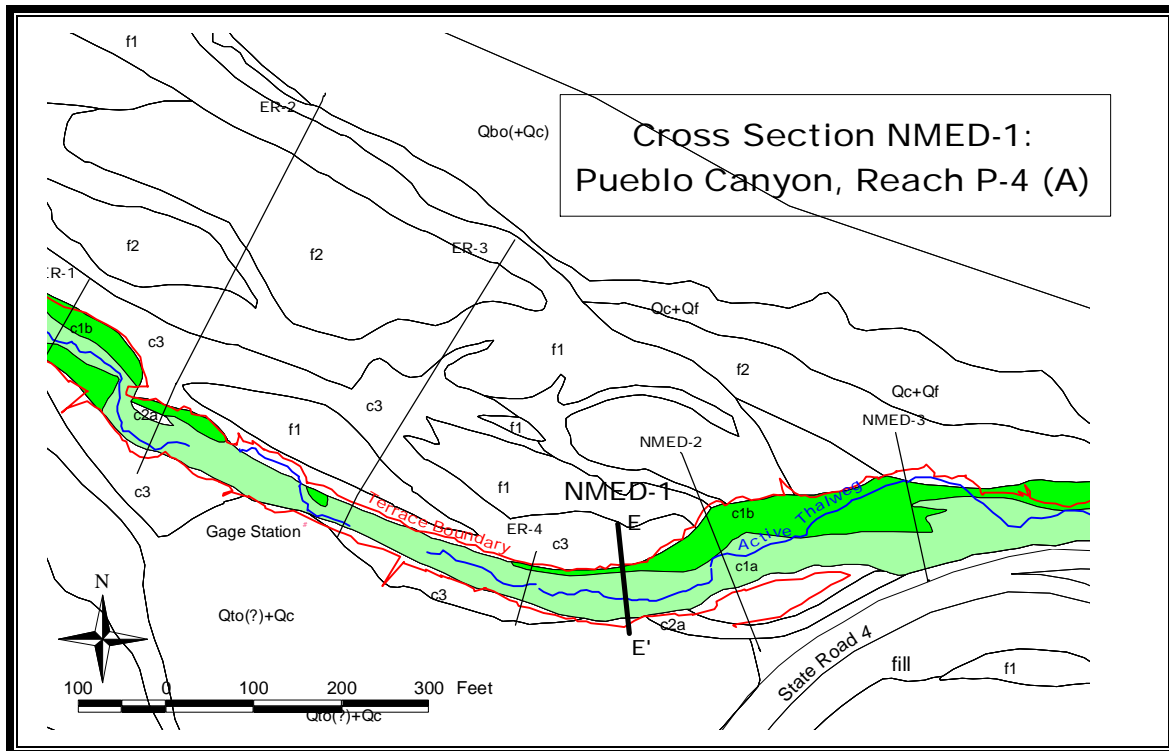 f1
ER-2
Qbo(+Qc)
Cross Section NMED-1:
Pueblo Canyon, Reach P-4 (A)
f2
f2
ER-3
ER-1
Qc+Qf
c1b
c3
f1
f2
Qc+Qf
c3
c2a
f1
f1
NMED-2
NMED-3
f1
NMED-1
c3
Gage Station
Terrace Boundary
ER-4
c3
E
c1b
Active Thalweg
c1a
c3
Qto(?)+Qc
c2a
E'
N
State Road 4
fill
f1
100 0 100 200 300 Feet
Qto(?)+Qc